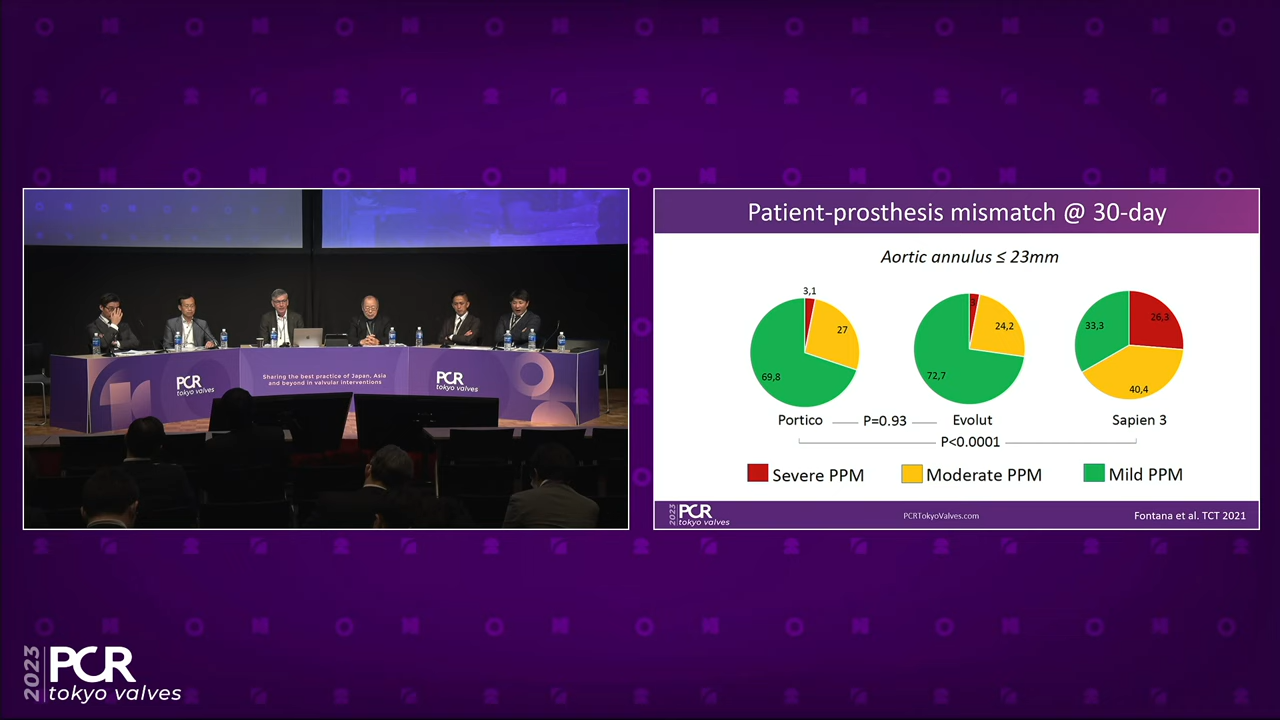 Patient-prosthesis mismatch @ 30-day
Aortic annulus ≤ 23mm
3,1
27
69,8
24,2
72,7
26,3
33,3
40,4
Portico
P=0.93
Evolut
Sapien 3
P<0.0001
Severe PPM
Moderate PPM
Mild PPM
2023 PCR
tokyo valves
PCRTokyoValves.com
Fontana et al. TCT 2021
PCR
tokyo valves
Sharing the best practice of Japan, Asia
and beyond in valvular interventions
PCR
tokyo valves
2023 PCR
tokyo valves